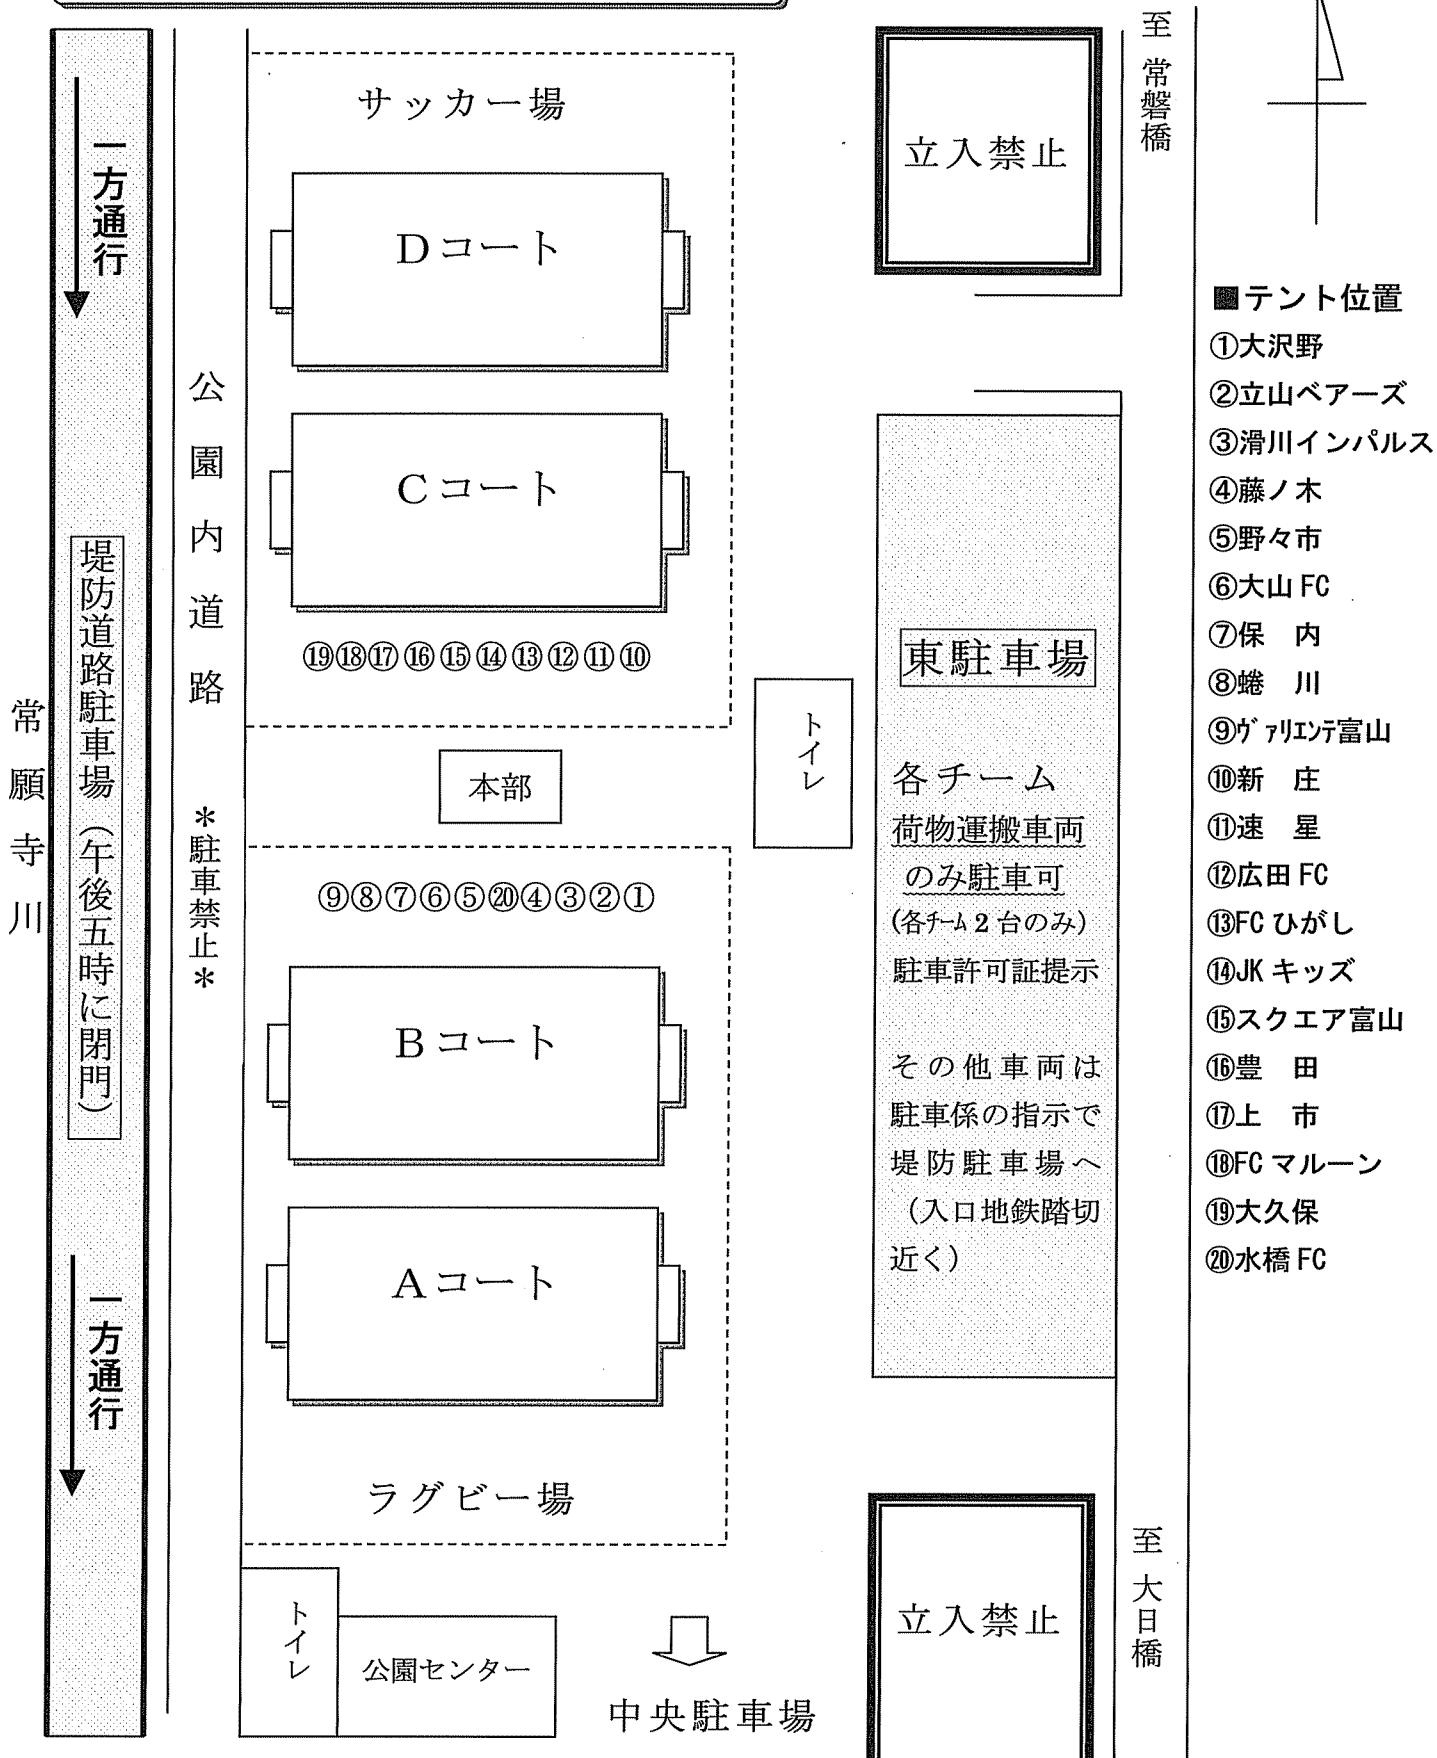 常願寺川
一方通行
堤防道路駐車場(午後五時に閉門)
一方通行
公園内道路
*駐車禁止*
サッカー場
Dコート
Cコート
⑲⑱⑰⑯⑮⑭⑬⑫⑪⑩
本部
トイレ
⑨⑧⑦⑥⑤⑳④③②①
Bコート
Aコート
ラグビー場
トイレ
公園センター
中央駐車場
立入禁止
東駐車場
各チーム
荷物運搬車両
のみ駐車可
(各チーム2台のみ)
駐車許可証提示
その他車両は
駐車係の指示で
堤防駐車場へ
(入口地鉄踏切
近く)
立入禁止
至 常磐橋
至 大日橋
■テント位置
①大沢野
②立山ベアーズ
③滑川インパルス
④藤ノ木
⑤野々市
⑥大山FC
⑦保 内
⑧蜷 川
⑨ヴァリエンテ富山
⑩新 庄
⑪速 星
⑫広田FC
⑬FCひがし
⑭JKキッズ
⑮スクエア富山
⑯豊 田
⑰上 市
⑱FCマルーン
⑲大久保
⑳水橋FC